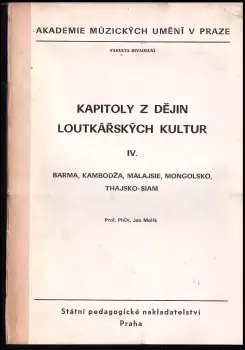 AKADEMIE MÚZICKÝCH UMĚNÍ V PRAZE
FAKULTA DIVADELNÍ
KAPITOLY Z DĚJIN
LOUTKÁŘSKÝCH KULTUR
IV.
BARMA, KAMBODŽA, MALAJSIE, MONGOLSKO,
THAJSKO-SIAM
Prof. PhDr. Jan Malík
Státní pedagogické nakladatelství
Praha